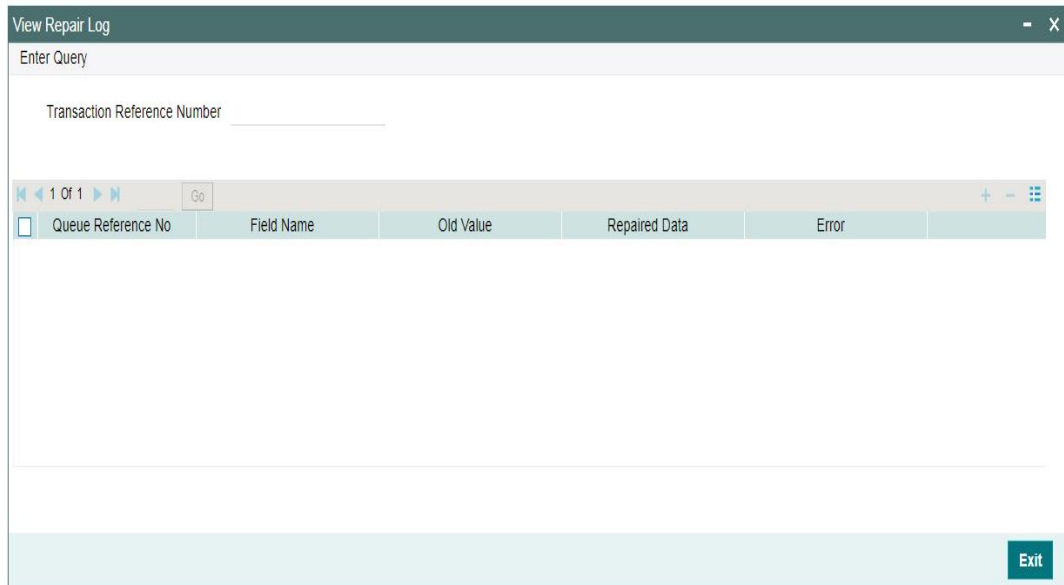 View Repair Log
Enter Query
Transaction Reference Number
1 Of 1 Go
Queue Reference No Field Name Old Value Repaired Data Error
Exit